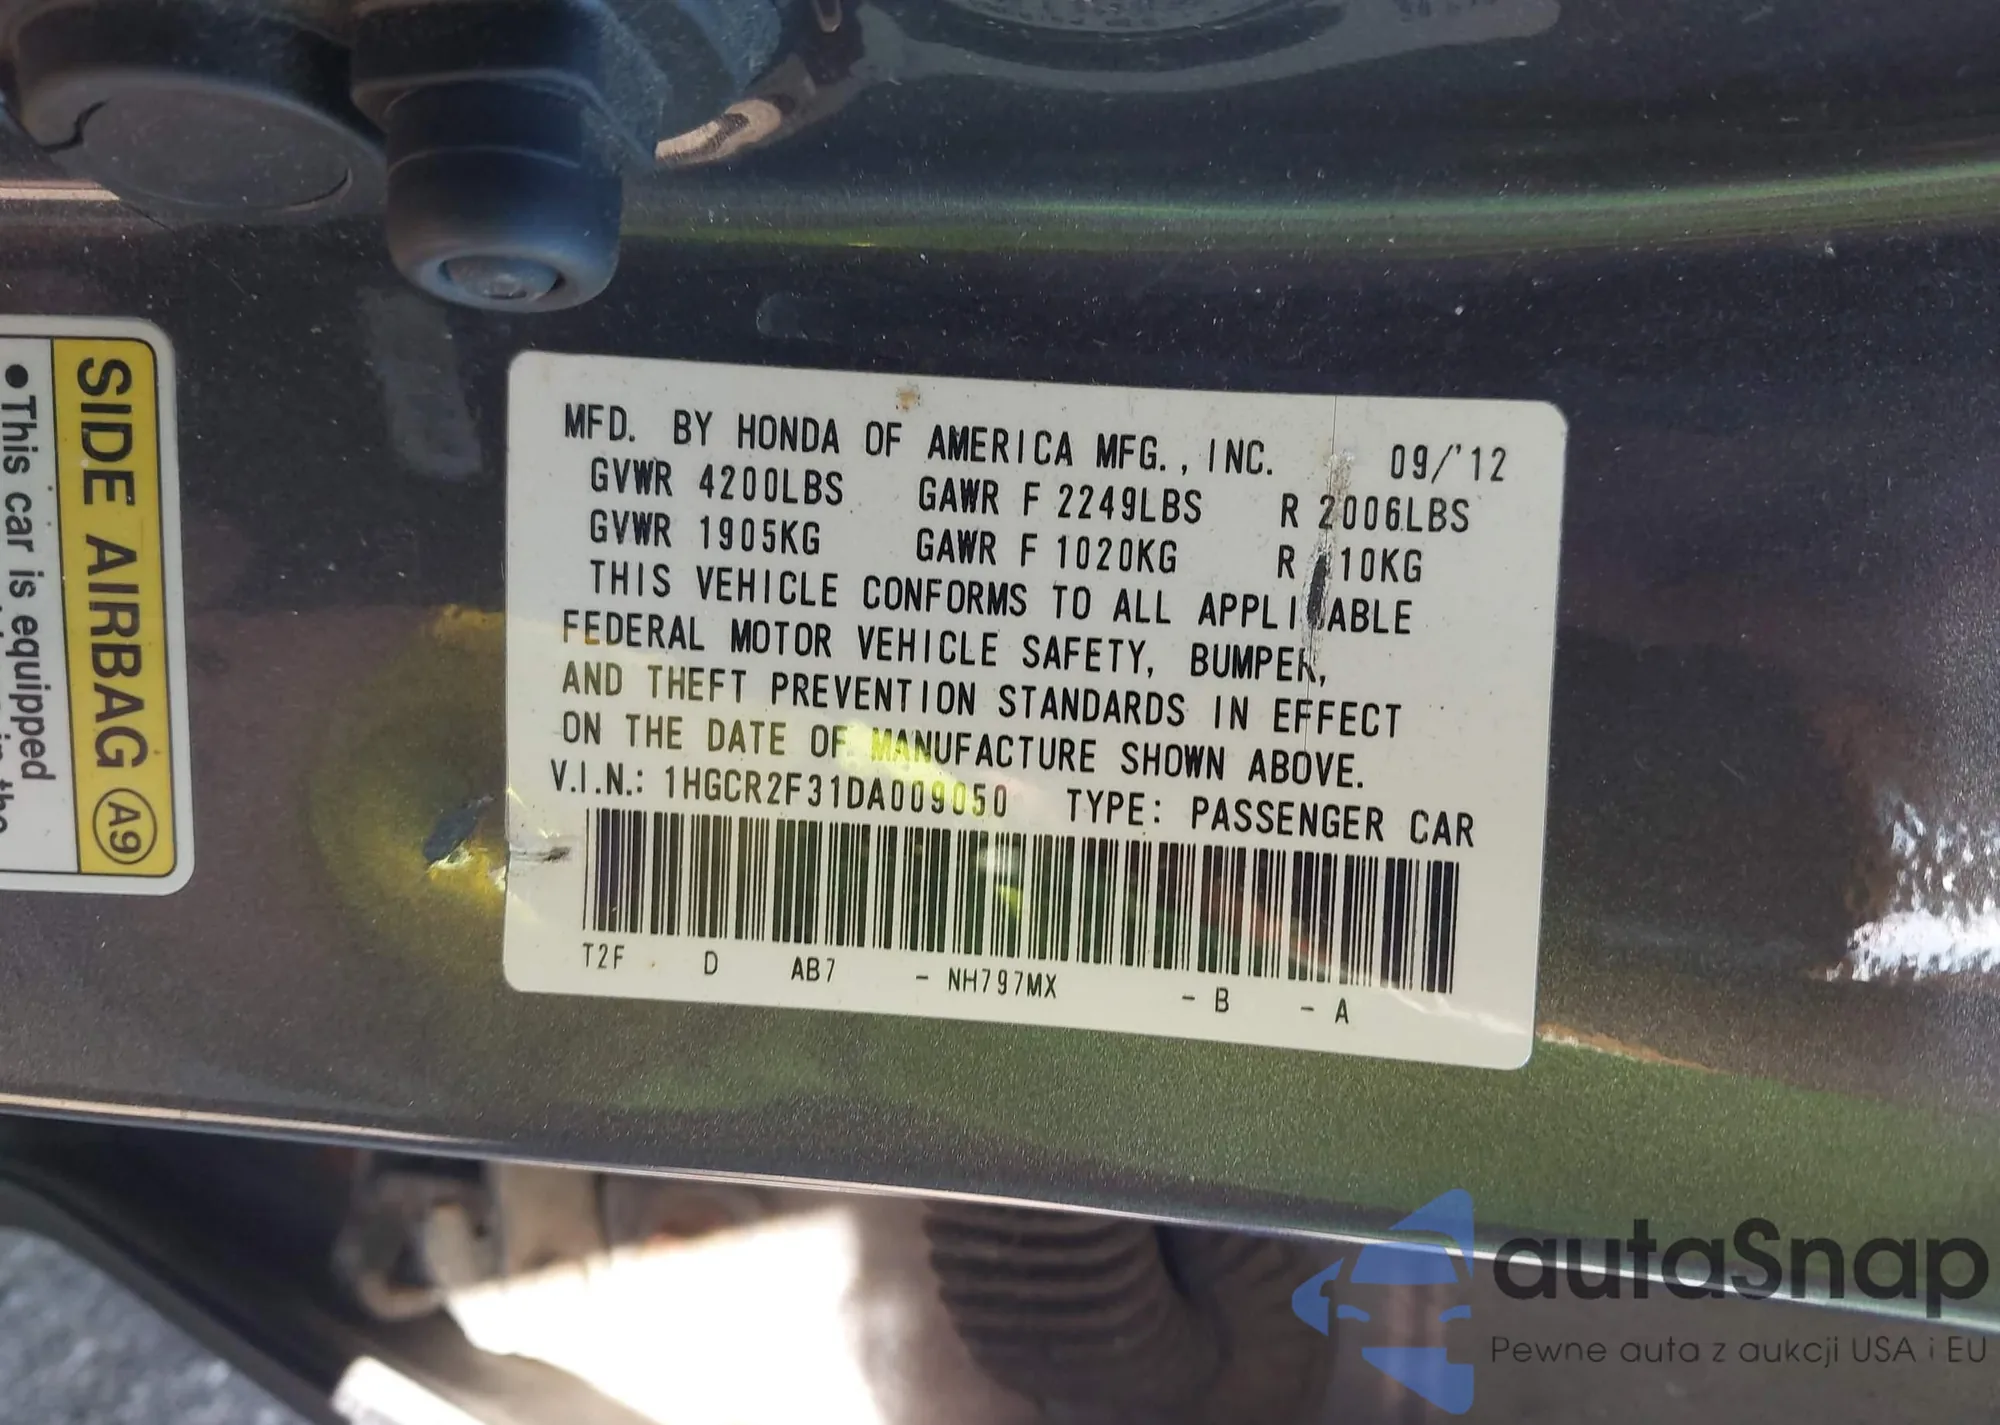 MFD. BY HONDA OF AMERICA MFG., INC. 09/'12
GVWR 4200LBS GAWR F 2249LBS R 2006LBS
GVWR 1905KG GAWR F 1020KG R 10KG
THIS VEHICLE CONFORMS TO ALL APPLICABLE
FEDERAL MOTOR VEHICLE SAFETY, BUMPER,
AND THEFT PREVENTION STANDARDS IN EFFECT
ON THE DATE OF MANUFACTURE SHOWN ABOVE.
V.I.N.: 1HGCR2F31DA009050 TYPE: PASSENGER CAR
T2F D AB7 - NH797MX - B - A
SIDE AIRBAG A9
•This car is equipped
autaSnap
Pewne auta z aukcji USA i EU